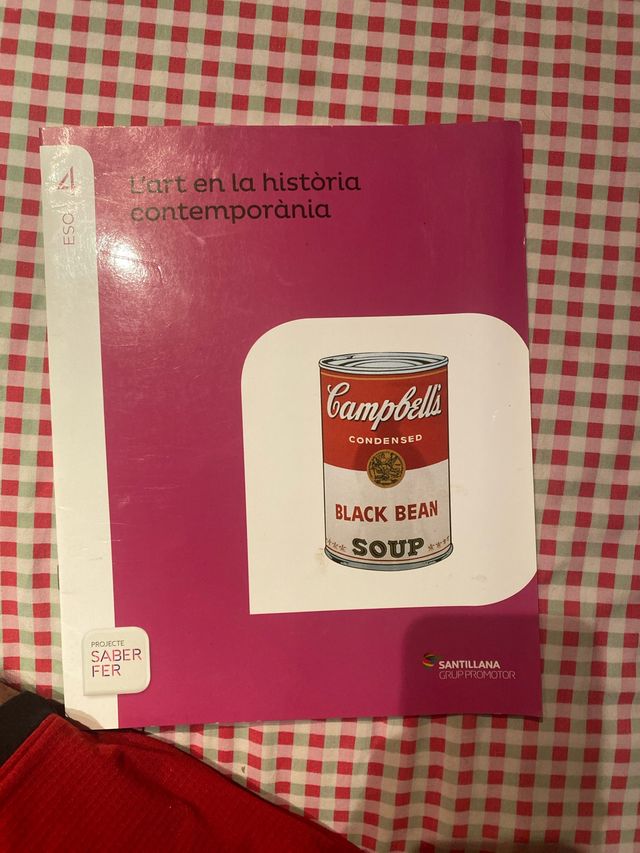 4
ESO
L'art en la història
contemporània
Campbell's
CONDENSED
BLACK BEAN
SOUP
PROJECTE
SABER
FER
SANTILLANA
GRUP PROMOTOR